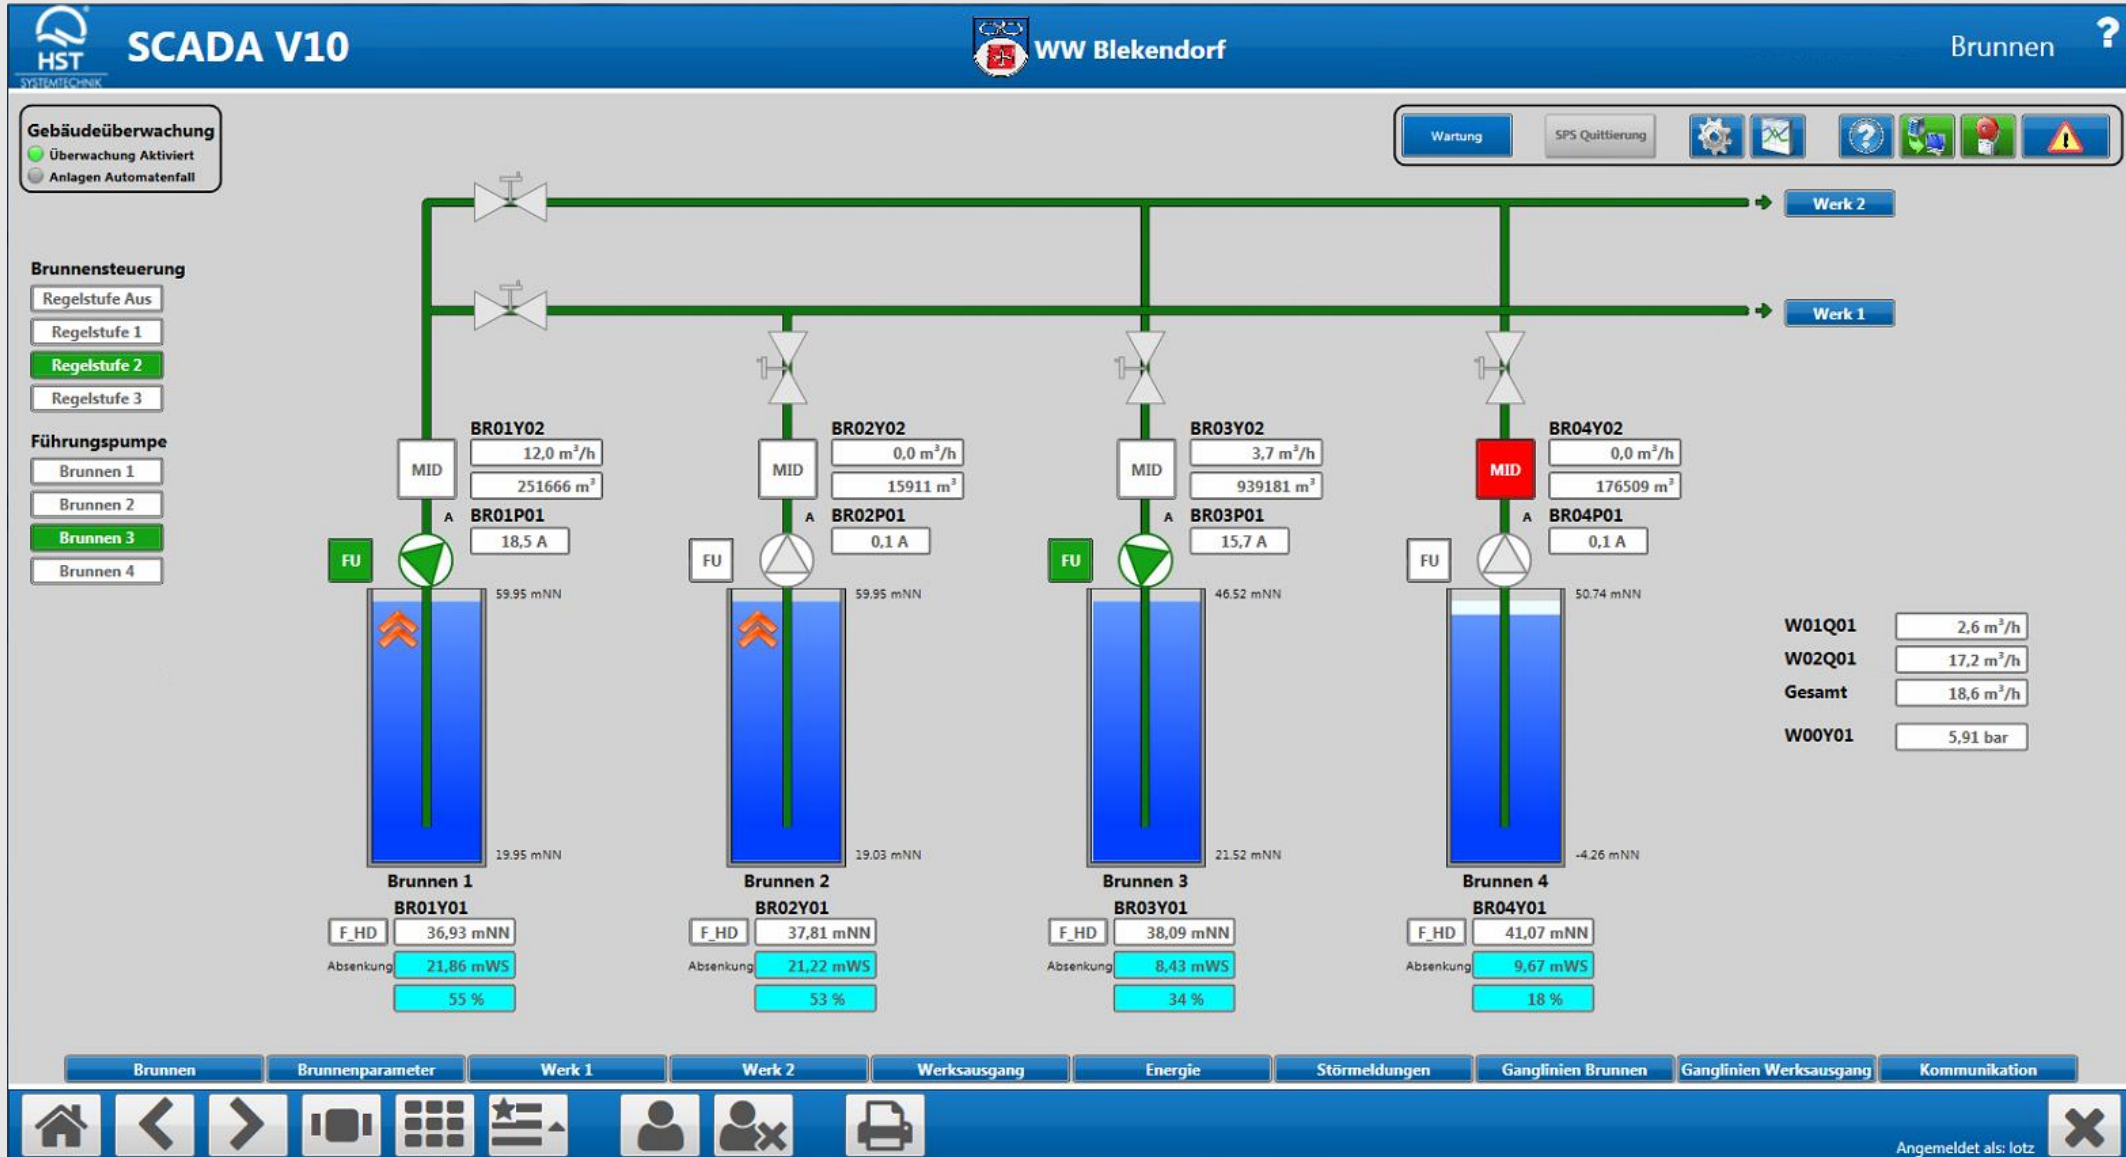 HST
SYSTEMTECHNIK
SCADA V10
WW Blekendorf
Brunnen
?
Gebäudeüberwachung
Überwachung Aktiviert
Anlagen Automatenfall
Wartung
SPS Quittierung
?
Werk 2
Brunnensteuerung
Regelstufe Aus
Regelstufe 1
Regelstufe 2
Regelstufe 3
Werk 1
Führungspumpe
Brunnen 1
Brunnen 2
Brunnen 3
Brunnen 4
MID
BR01Y02
12,0 m³/h
251666 m³
A BR01P01
18,5 A
FU
59.95 mNN
19.95 mNN
Brunnen 1
BR01Y01
F_HD 36,93 mNN
Absenkung 21,86 mWS
55 %
MID
BR02Y02
0,0 m³/h
15911 m³
A BR02P01
0,1 A
FU
59.95 mNN
19.03 mNN
Brunnen 2
BR02Y01
F_HD 37,81 mNN
Absenkung 21,22 mWS
53 %
MID
BR03Y02
3,7 m³/h
939181 m³
A BR03P01
15,7 A
FU
46.52 mNN
21.52 mNN
Brunnen 3
BR03Y01
F_HD 38,09 mNN
Absenkung 8,43 mWS
34 %
MID
BR04Y02
0,0 m³/h
176509 m³
A BR04P01
0,1 A
FU
50.74 mNN
-4.26 mNN
Brunnen 4
BR04Y01
F_HD 41,07 mNN
Absenkung 9,67 mWS
18 %
W01Q01 2,6 m³/h
W02Q01 17,2 m³/h
Gesamt 18,6 m³/h
W00Y01 5,91 bar
Brunnen Brunnenparameter Werk 1 Werk 2 Werksausgang Energie Störmeldungen Ganglinien Brunnen Ganglinien Werksausgang Kommunikation
Angemeldet als: lotz